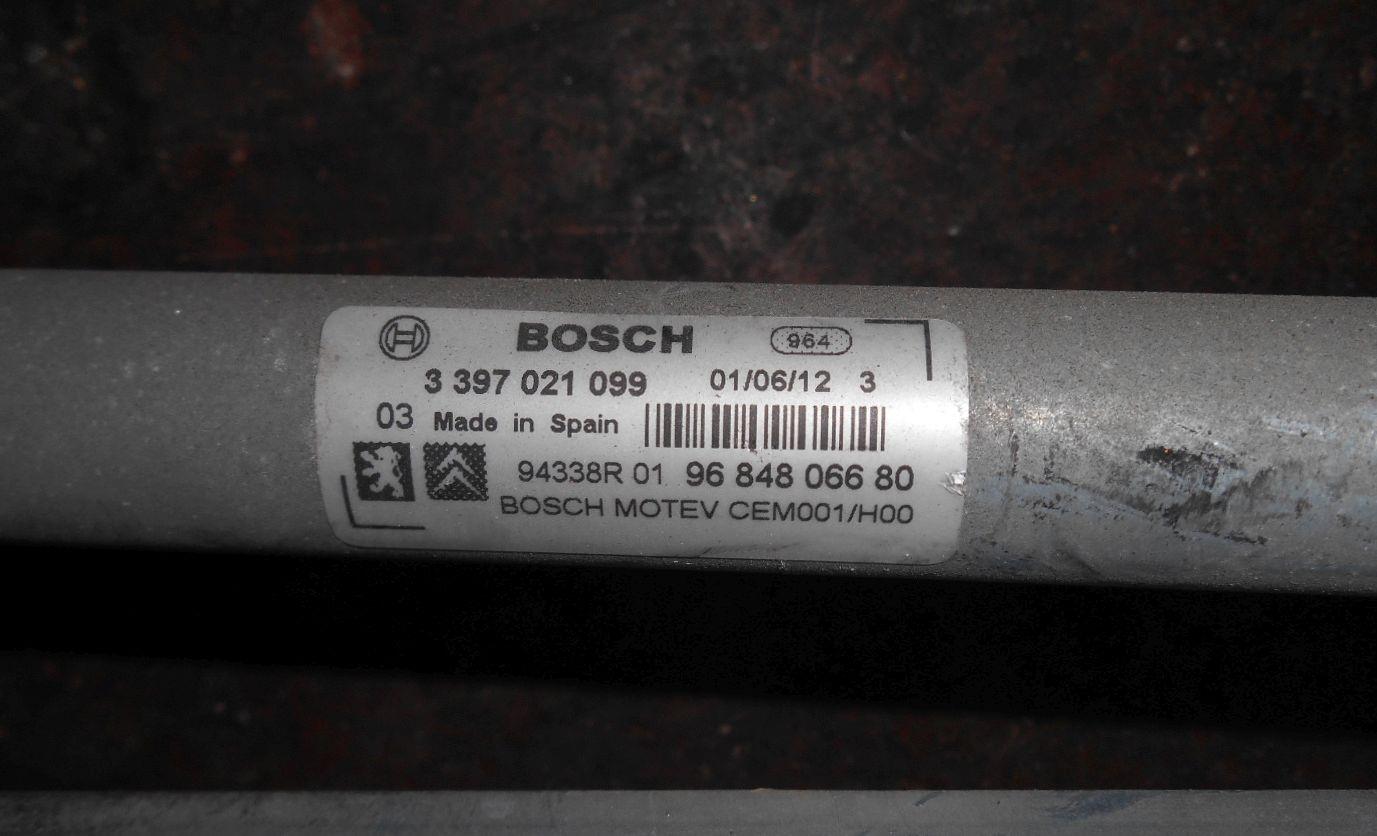 BOSCH 964
3 397 021 099 01/06/12 3
03 Made in Spain
94338R 01 96 848 066 80
BOSCH MOTEV CEM001/H00